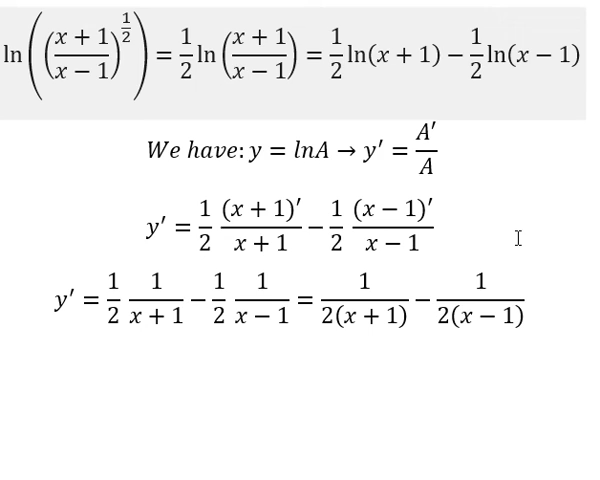 ln(((x + 1)/(x − 1))^(1/2)) = 1/2 ln((x + 1)/(x − 1)) = 1/2 ln(x + 1) − 1/2 ln(x − 1)
We have: y = lnA → y′ = A′/A
y′ = 1/2 (x + 1)′/(x + 1) − 1/2 (x − 1)′/(x − 1)
y′ = 1/2 1/(x + 1) − 1/2 1/(x − 1) = 1/(2(x + 1)) − 1/(2(x − 1))